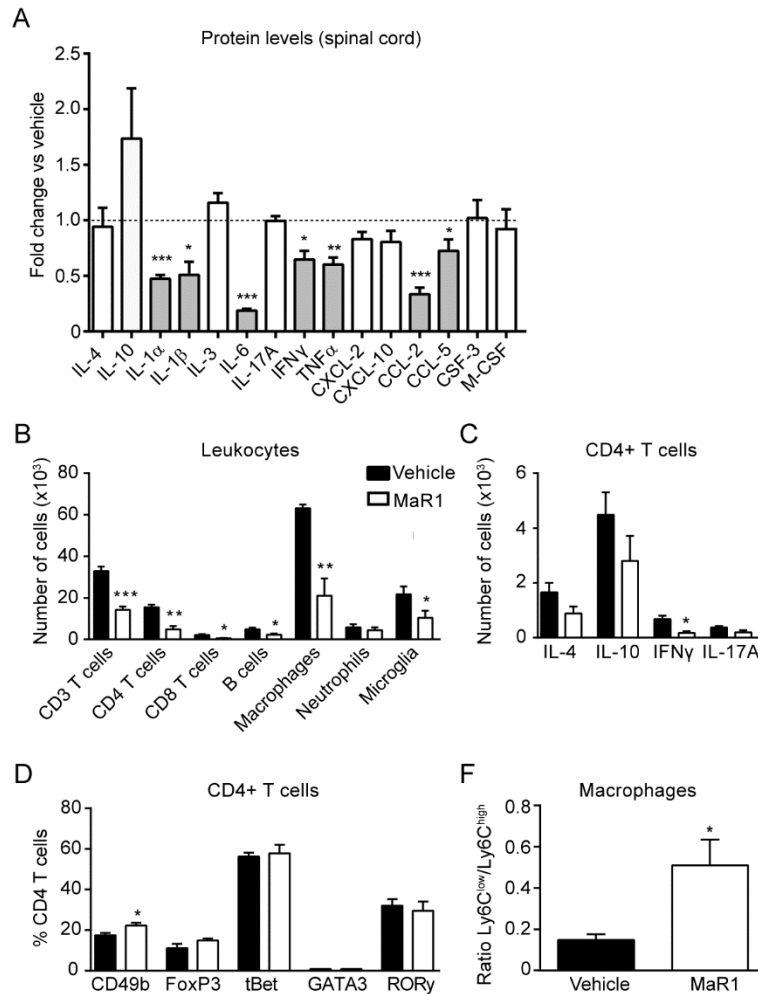 A
Protein levels (spinal cord)
Fold change vs vehicle
2.5
2.0
1.5
1.0
0.5
0
*** * *** * ** *** *
IL-4 IL-10 IL-1α IL-1β IL-3 IL-6 IL-17A IFNγ TNFα CXCL-2 CXCL-10 CCL-2 CCL-5 CSF-3 M-CSF
B
Leukocytes
Number of cells (x10³)
80
60
40
20
0
Vehicle
MaR1
*** ** * * ** *
CD3 T cells CD4 T cells CD8 T cells B cells Macrophages Neutrophils Microglia
C
CD4+ T cells
Number of cells (x10³)
6
4
2
0
*
IL-4 IL-10 IFNγ IL-17A
D
CD4+ T cells
% CD4 T cells
80
60
40
20
0
*
CD49b FoxP3 tBet GATA3 RORγ
F
Macrophages
Ratio Ly6Cˡᵒʷ/Ly6Cʰⁱᵍʰ
0.8
0.6
0.4
0.2
0
*
Vehicle MaR1